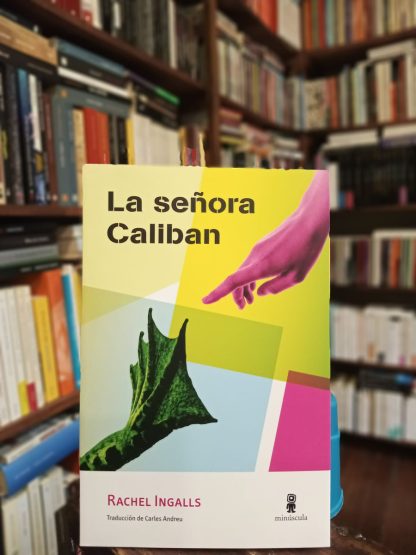 La señora
Caliban
RACHEL INGALLS
Traducción de Carles Andreu
minúscula